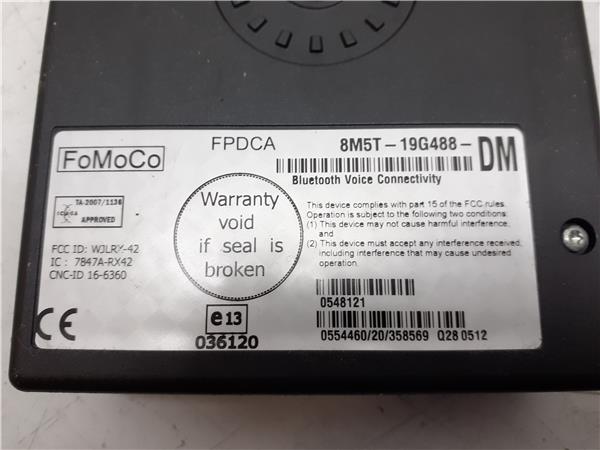 FoMoCo
FPDCA
8M5T-19G488-DM
Bluetooth Voice Connectivity
TA-2007/1136
ICASA
APPROVED
Warranty
void
if seal is
broken
This device complies with part 15 of the FCC rules.
Operation is subject to the following two conditions:
(1) This device may not cause harmful interference,
and
(2) This device must accept any interference received,
including interference that may cause undesired
operation.
FCC ID: WJLRX-42
IC : 7847A-RX42
CNC-ID 16-6360
CE
e13
036120
0548121
0554460/20/358569 Q28 0512